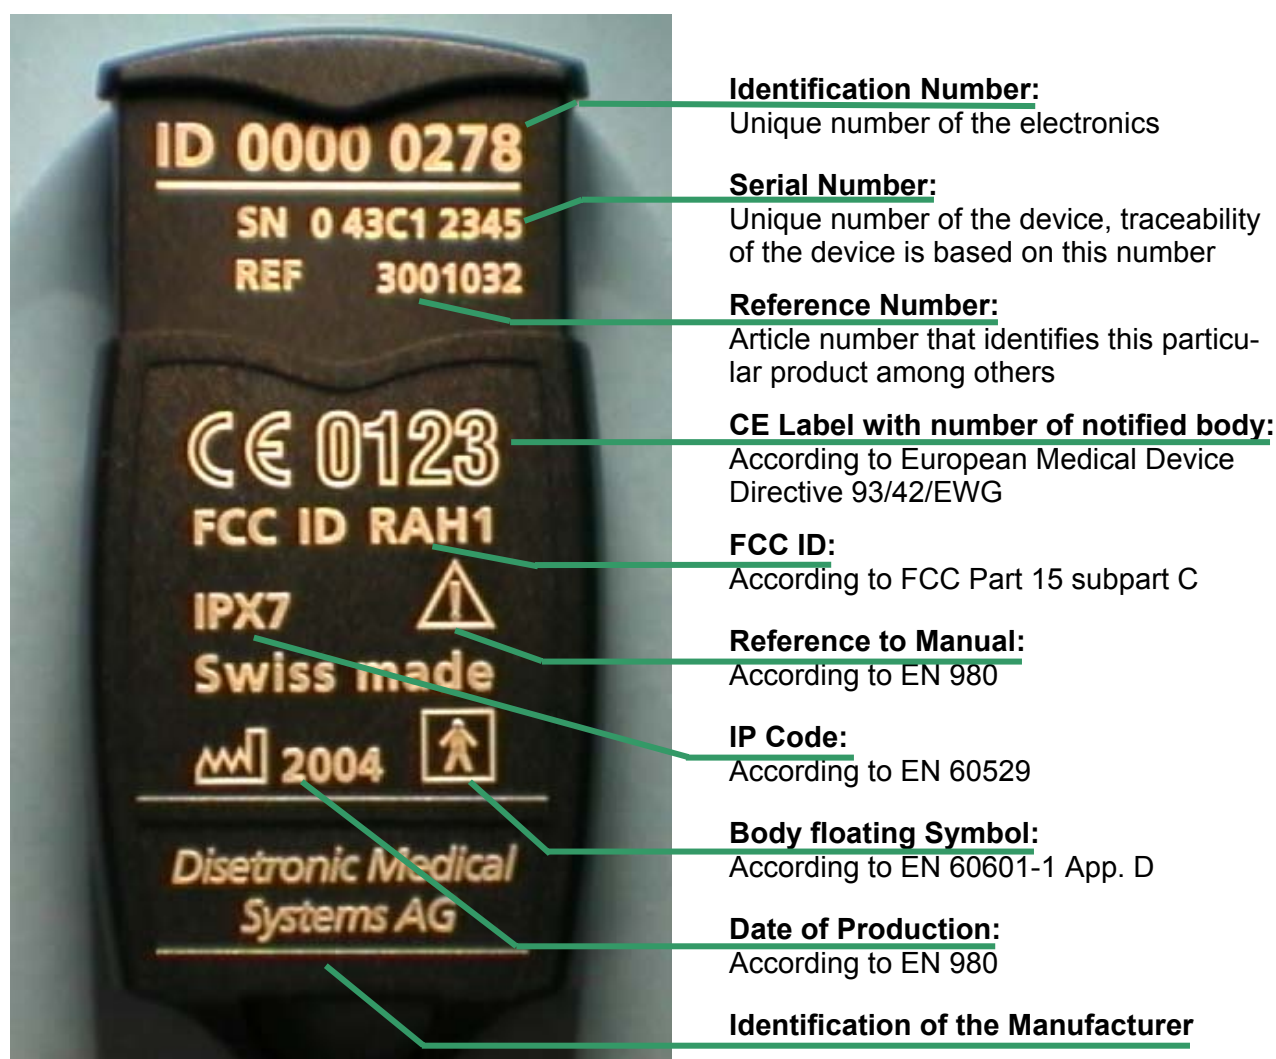 ID 0000 0278
SN 0 43C1 2345
REF 3001032
CE 0123
FCC ID RAH1
IPX7
Swiss made
2004
Disetronic Medical
Systems AG
Identification Number:
Unique number of the electronics
Serial Number:
Unique number of the device, traceability
of the device is based on this number
Reference Number:
Article number that identifies this particu-
lar product among others
CE Label with number of notified body:
According to European Medical Device
Directive 93/42/EWG
FCC ID:
According to FCC Part 15 subpart C
Reference to Manual:
According to EN 980
IP Code:
According to EN 60529
Body floating Symbol:
According to EN 60601-1 App. D
Date of Production:
According to EN 980
Identification of the Manufacturer